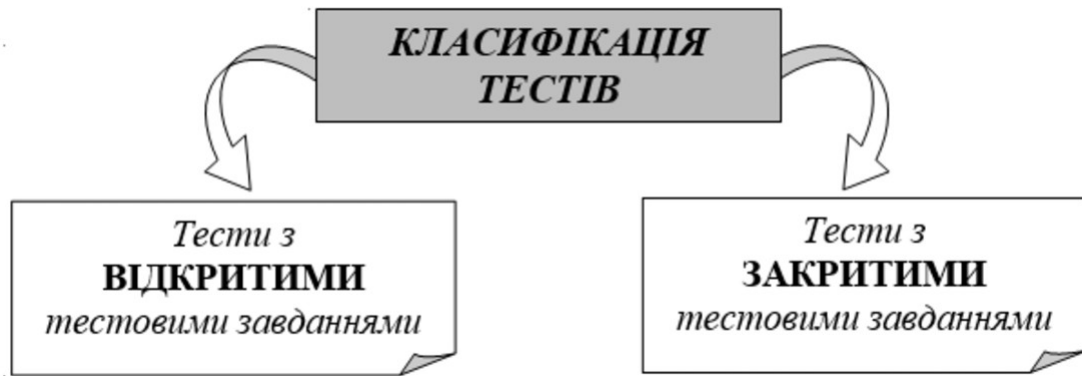 КЛАСИФІКАЦІЯ
ТЕСТІВ
Тести з
ВІДКРИТИМИ
тестовими завданнями
Тести з
ЗАКРИТИМИ
тестовими завданнями